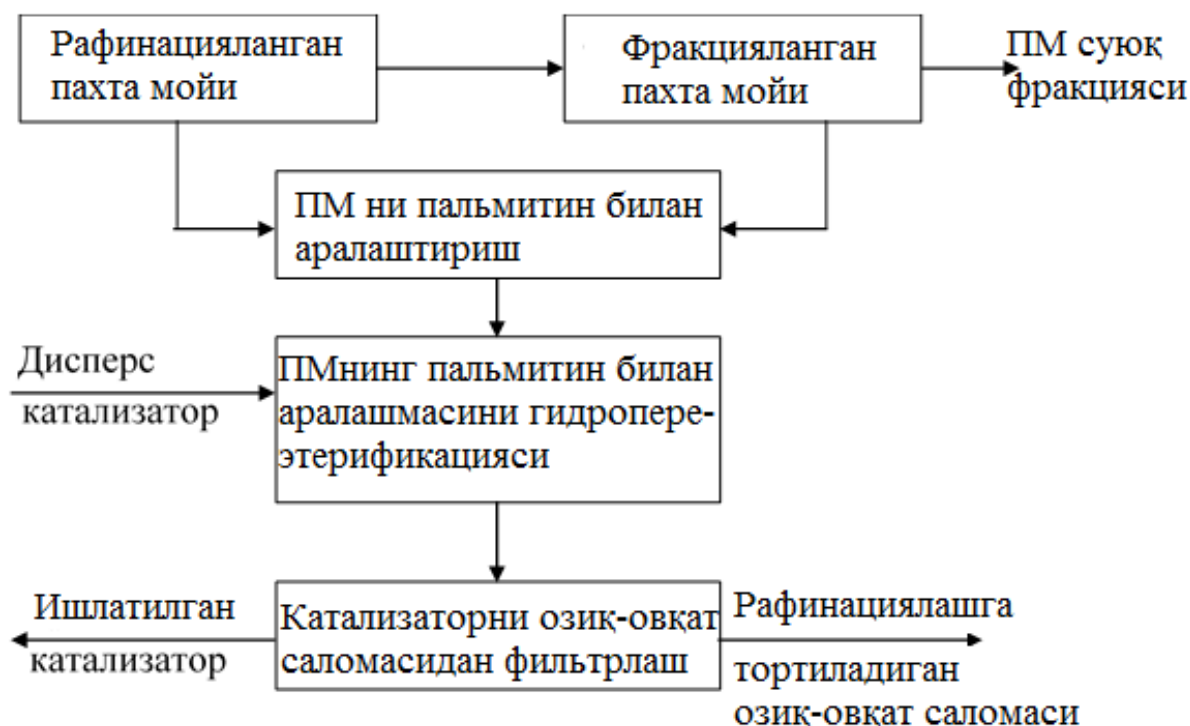 Рафинацияланган
пахта мойи
Фракцияланган
пахта мойи
ПМ суюқ
фракцияси
ПМ ни пальмитин билан
аралаштириш
Дисперс
катализатор
ПМнинг пальмитин билан
аралашмасини гидропере-
этерификацияси
Ишлатилган
катализатор
Катализаторни озиқ-овқат
саломасидан фильтрлаш
Рафинациялашга
тортиладиган
озиқ-овқат саломаси